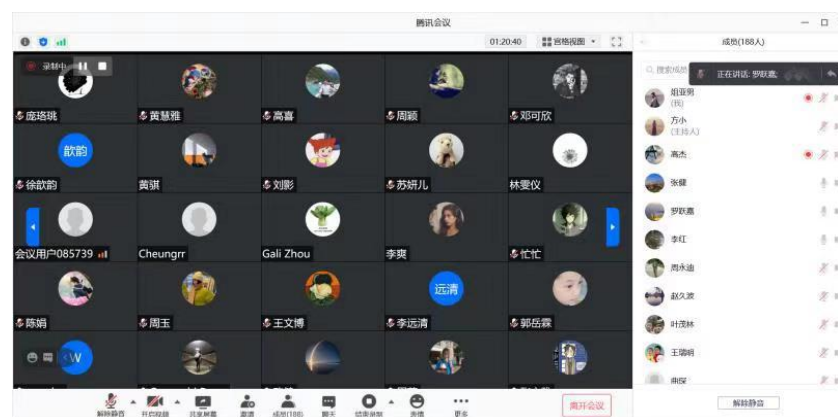 腾讯会议
01:20:40 宫格视图
成员(188人)
录制中
搜索成员
正在讲话: 罗跃嘉;
庞珞珧 黄慧雅 高喜 周颖 邓可欣
俎亚男
(我)
方小
(主持人)
歆韵
高杰
徐歆韵 黄骐 刘影 苏妍儿 林雯仪
张健
罗跃嘉
会议用户085739 Cheungrr Gali Zhou 李爽 忙忙
李红
周永迪
远清
赵久波
陈娟 周玉 王文博 李远清 郭岳霖
叶茂林
W
王瑞明
解除静音 开启视频 共享屏幕 邀请 成员(188) 聊天 结束录制 表情 更多
离开会议
解除静音